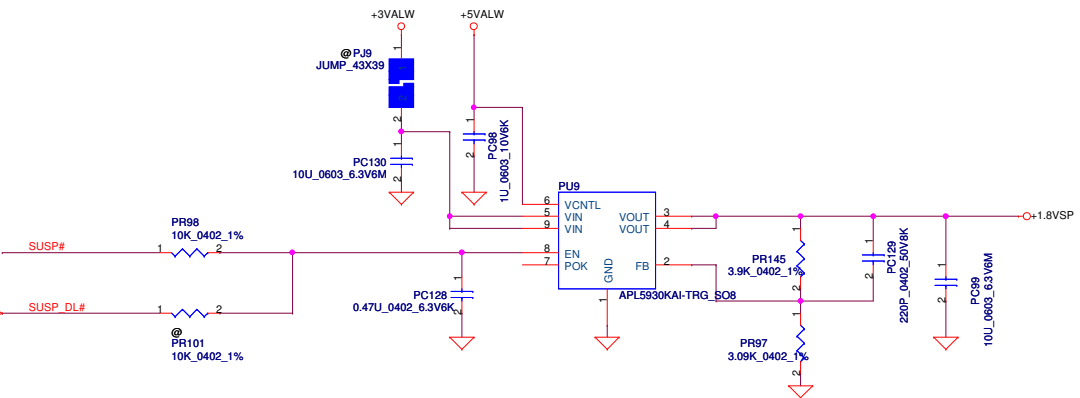 +3VALW
+5VALW
1
@ PJ9
JUMP_43X39
2
1
PC130
10U_0603_6.3V6M
2
1
2
PC98
1U_0603_10V6K
PU9
6 VCNTL
5 VIN
9 VIN
8 EN
7 POK
VOUT 3
VOUT 4
FB 2
GND
1
APL5930KAI-TRG_SO8
+1.8VSP
PR98
10K_0402_1%
SUSP#
1
2
SUSP_DL#
1
2
@
PR101
10K_0402_1%
1
PC128
0.47U_0402_6.3V6K
2
1
PR145
3.9K_0402_1%
2
1
2
PC129
220P_0402_50V8K
1
2
PC99
10U_0603_6.3V6M
1
PR97
3.09K_0402_1%
2